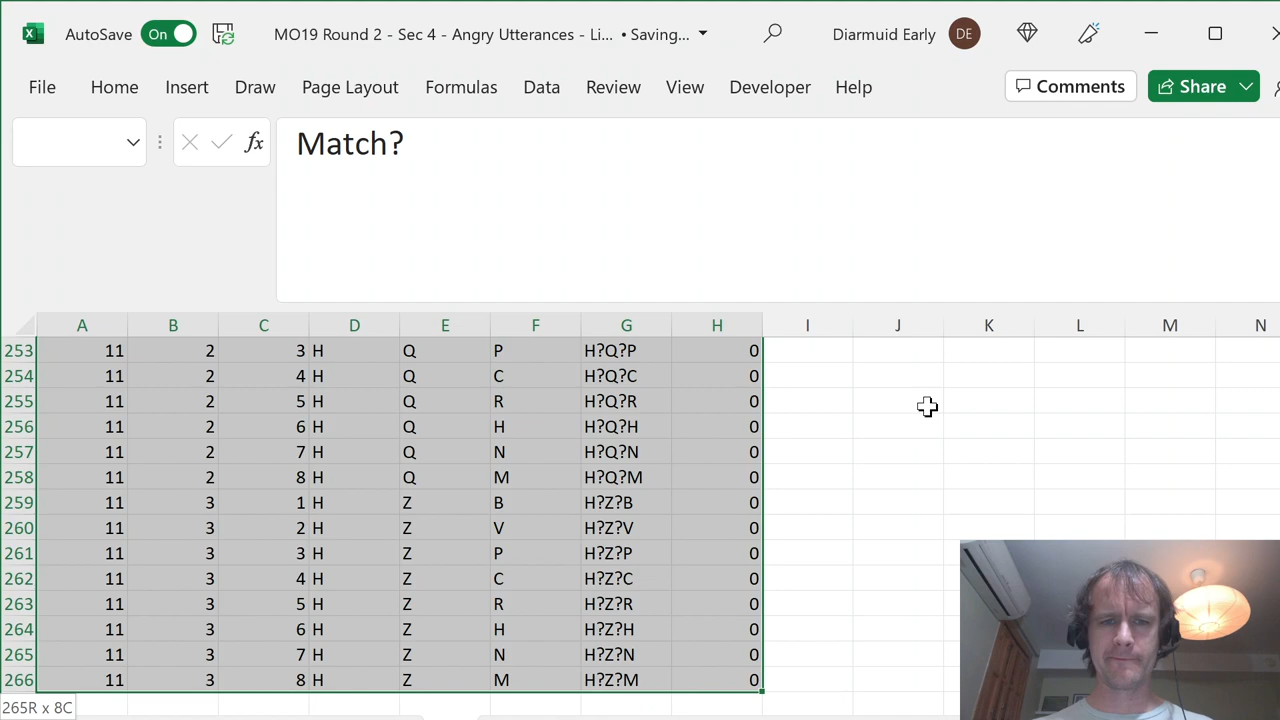 AutoSave On MO19 Round 2 - Sec 4 - Angry Utterances - Li... • Saving... Diarmuid Early DE
File Home Insert Draw Page Layout Formulas Data Review View Developer Help Comments Share
fx Match?
A B C D E F G H I J K L M N
253 11 2 3 H Q P H?Q?P 0
254 11 2 4 H Q C H?Q?C 0
255 11 2 5 H Q R H?Q?R 0
256 11 2 6 H Q H H?Q?H 0
257 11 2 7 H Q N H?Q?N 0
258 11 2 8 H Q M H?Q?M 0
259 11 3 1 H Z B H?Z?B 0
260 11 3 2 H Z V H?Z?V 0
261 11 3 3 H Z P H?Z?P 0
262 11 3 4 H Z C H?Z?C 0
263 11 3 5 H Z R H?Z?R 0
264 11 3 6 H Z H H?Z?H 0
265 11 3 7 H Z N H?Z?N 0
266 11 3 8 H Z M H?Z?M 0
265R x 8C